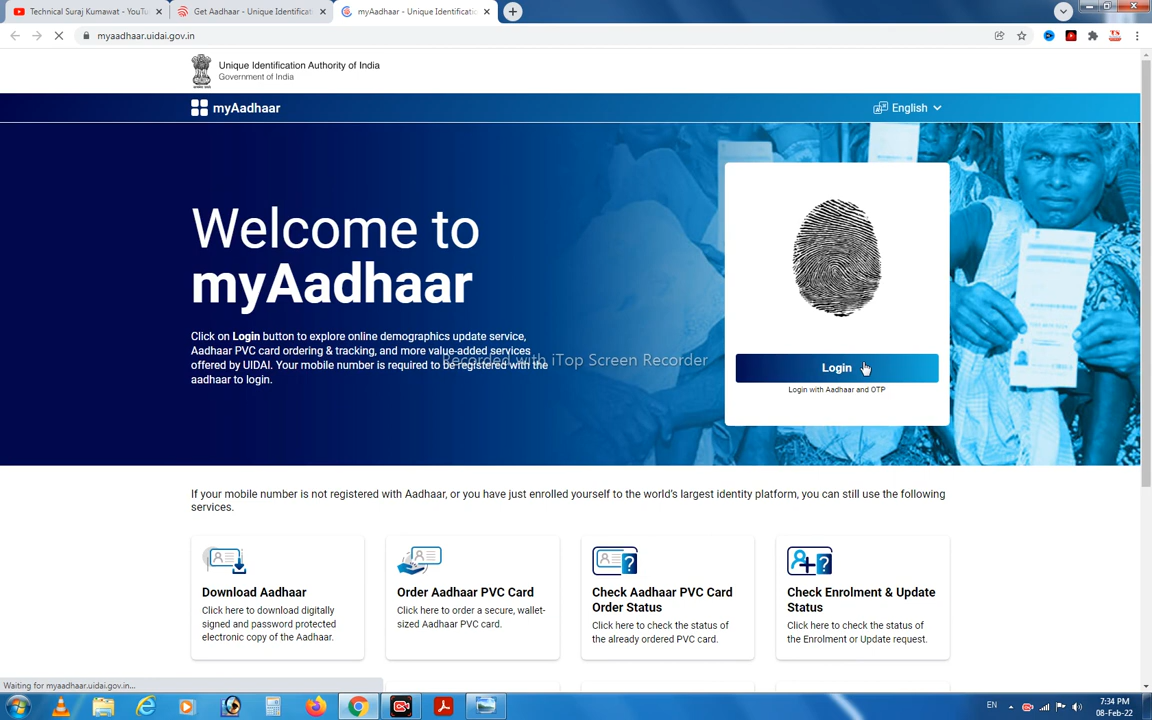 Technical Suraj Kumawat - YouTu
Get Aadhaar - Unique Identificati
myAadhaar - Unique Identificatio
myaadhaar.uidai.gov.in
Unique Identification Authority of India
Government of India
myAadhaar
English
Welcome to
myAadhaar
Click on Login button to explore online demographics update service,
Aadhaar PVC card ordering & tracking, and more value-added services
offered by UIDAI. Your mobile number is required to be registered with the
aadhaar to login.
Recorded with iTop Screen Recorder
Login
Login with Aadhaar and OTP
If your mobile number is not registered with Aadhaar, or you have just enrolled yourself to the world's largest identity platform, you can still use the following
services.
Download Aadhaar
Click here to download digitally
signed and password protected
electronic copy of the Aadhaar.
Order Aadhaar PVC Card
Click here to order a secure, wallet-
sized Aadhaar PVC card.
Check Aadhaar PVC Card
Order Status
Click here to check the status of
the already ordered PVC card.
Check Enrolment & Update
Status
Click here to check the status of
the Enrolment or Update request.
Waiting for myaadhaar.uidai.gov.in...
EN
7:34 PM
08-Feb-22